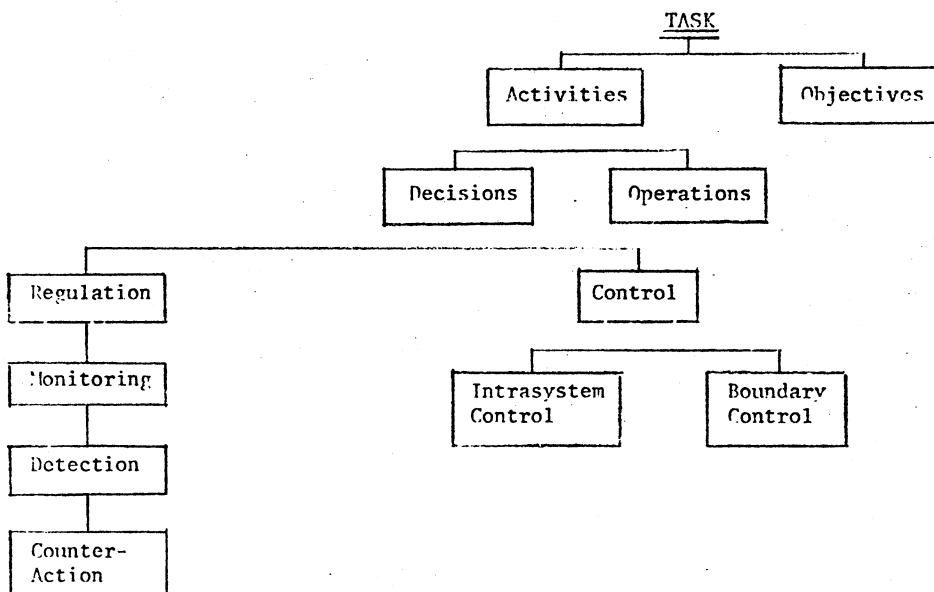 TASK
Activities
Objectives
Decisions
Operations
Regulation
Control
Monitoring
Intrasystem
Control
Boundary
Control
Detection
Counter-
Action